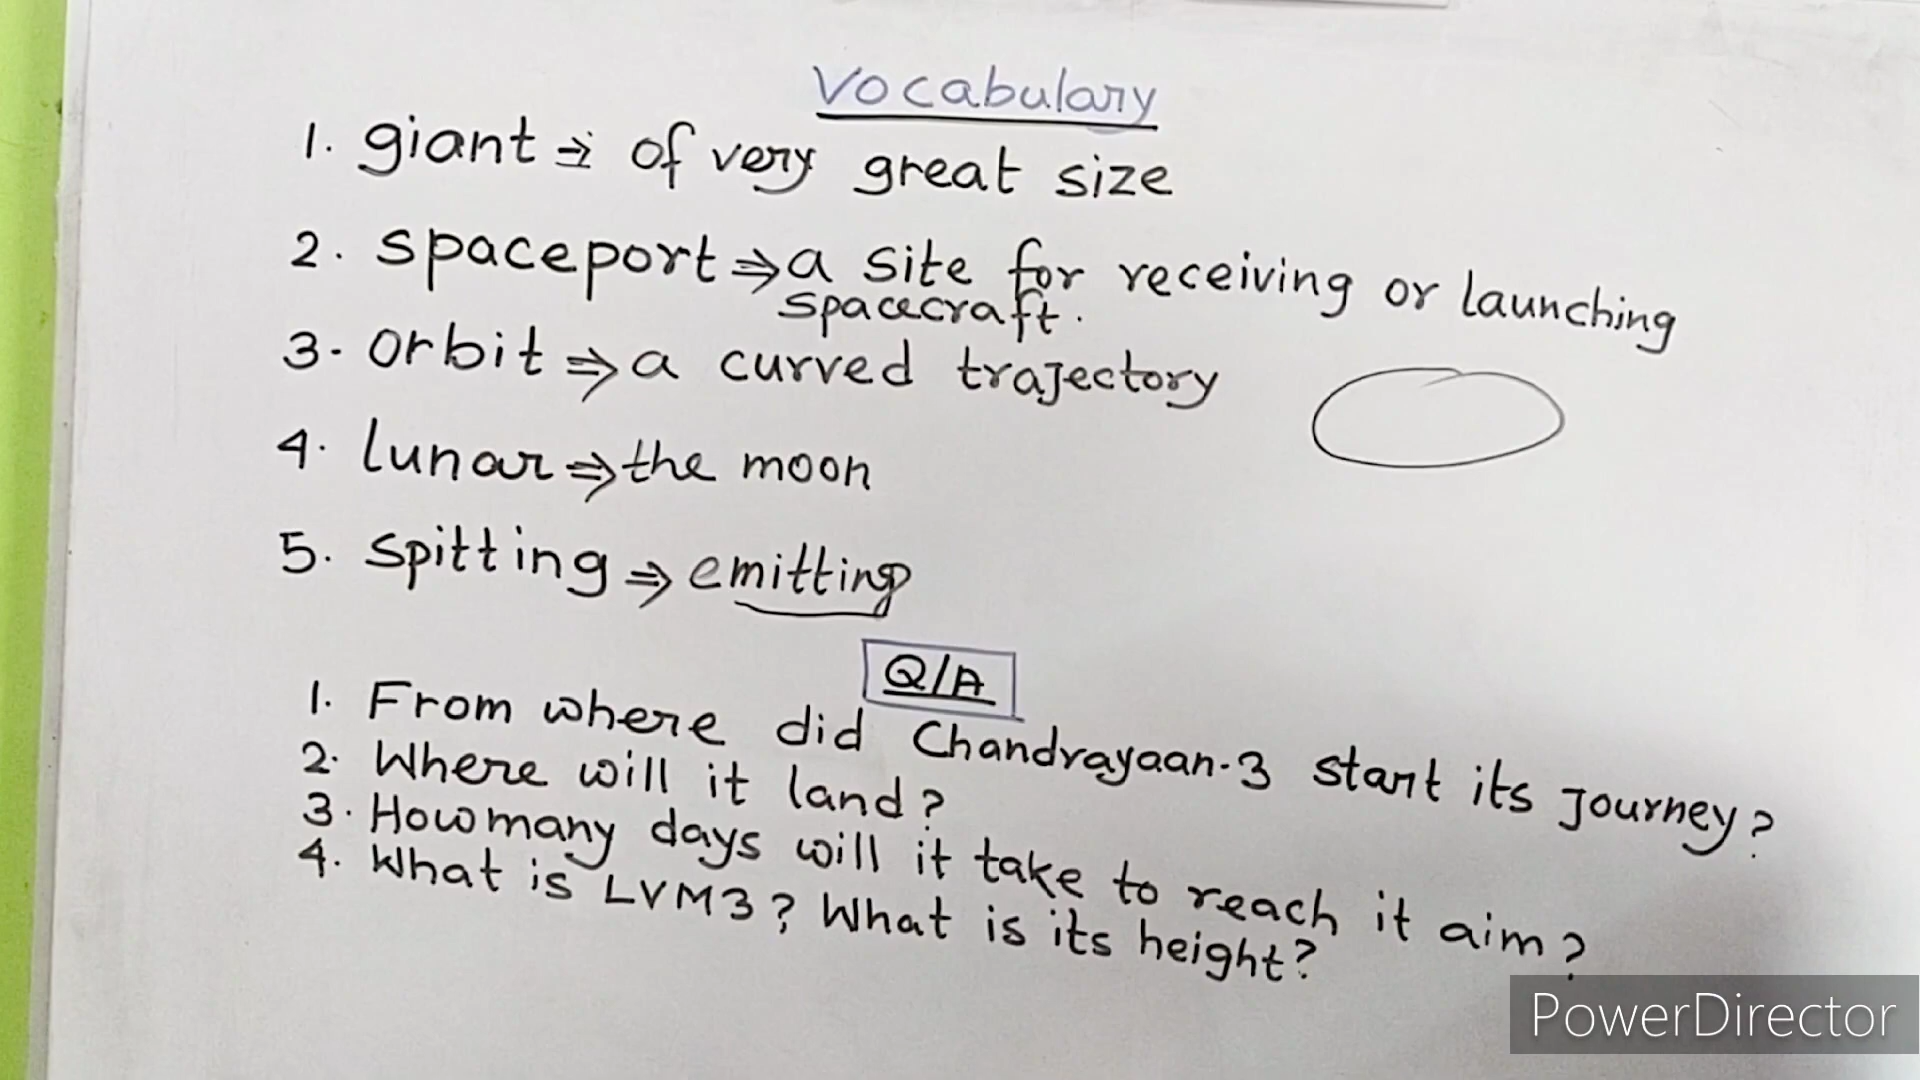 Vocabulary
1. giant ⇒ of very great size
2. spaceport ⇒ a site for receiving or launching
spacecraft.
3. orbit ⇒ a curved trajectory
4. lunar ⇒ the moon
5. spitting ⇒ emitting
Q/A
1. From where did Chandrayaan-3 start its journey?
2. Where will it land?
3. How many days will it take to reach it aim?
4. What is LVM3? What is its height?
PowerDirector